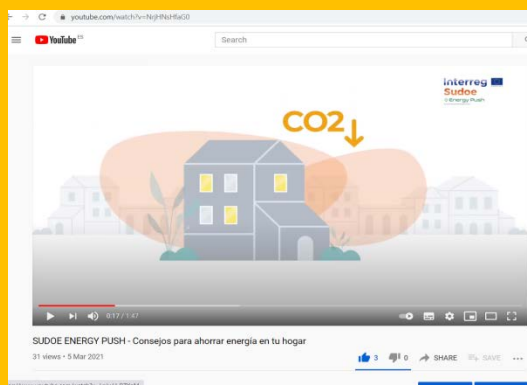 youtube.com/watch?v=NrjHNsHfaG0
YouTube ES
Search
Interreg
Sudoe
Energy Push
CO2
0:17 / 1:47
SUDOE ENERGY PUSH - Consejos para ahorrar energía en tu hogar
31 views • 5 Mar 2021
3
0
SHARE
SAVE